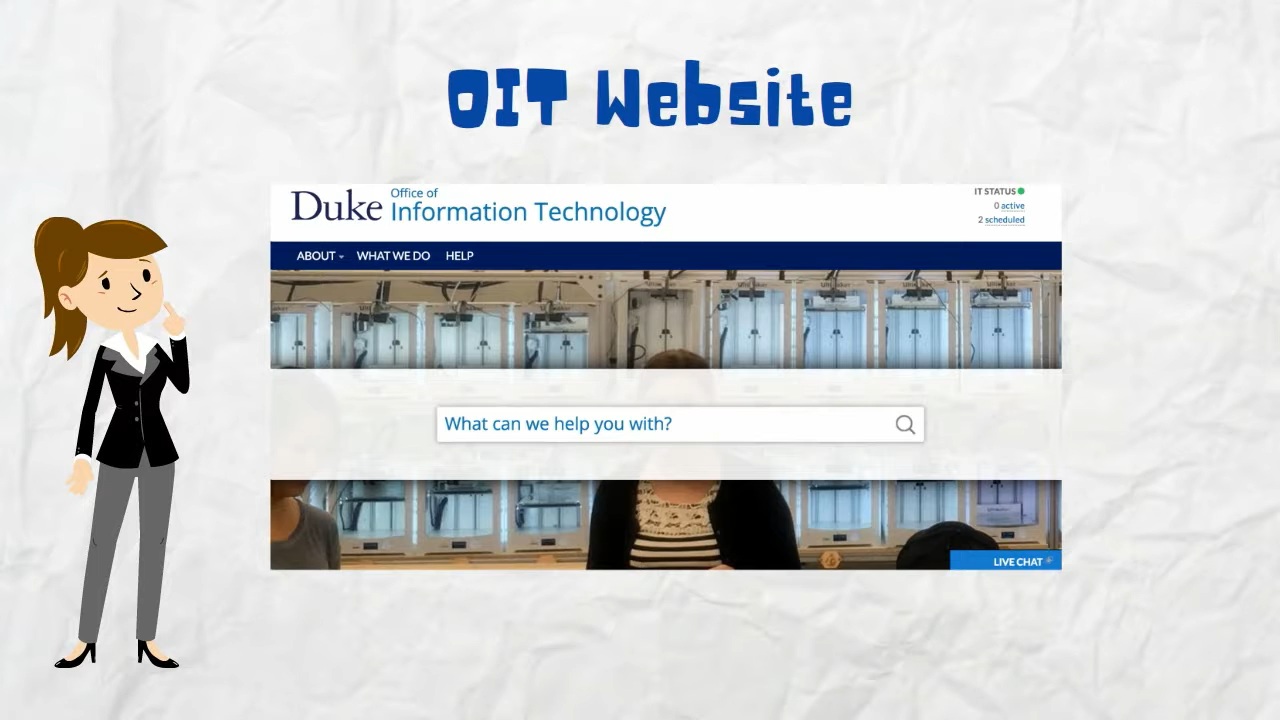 OIT Website
Duke Office of Information Technology
IT STATUS
0 active
2 scheduled
ABOUT WHAT WE DO HELP
What can we help you with?
LIVE CHAT